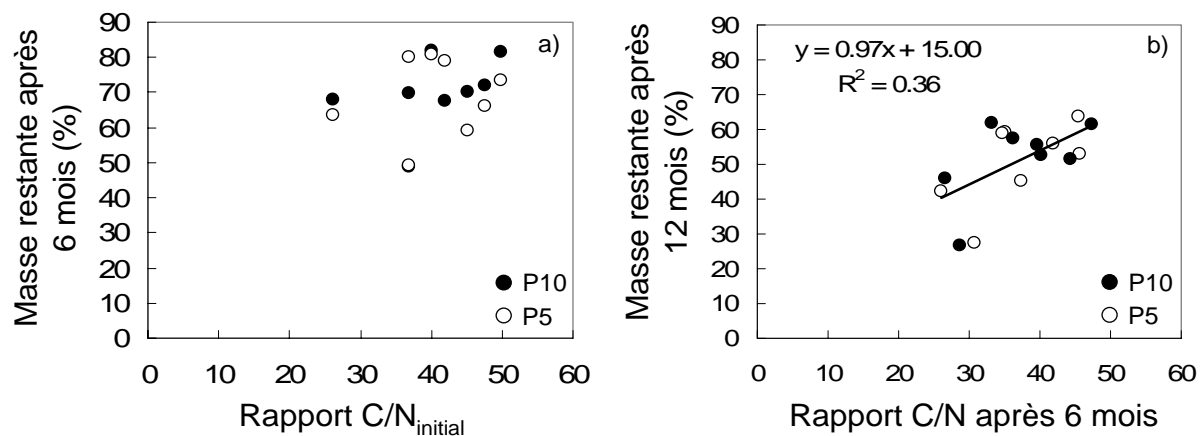 Masse restante après
6 mois (%)
90
80
70
60
50
40
30
20
10
0
a)
P10
P5
0 10 20 30 40 50 60
Rapport C/Ninitial
Masse restante après
12 mois (%)
90
80
70
60
50
40
30
20
10
0
y = 0.97x + 15.00
R² = 0.36
b)
P10
P5
0 10 20 30 40 50 60
Rapport C/N après 6 mois